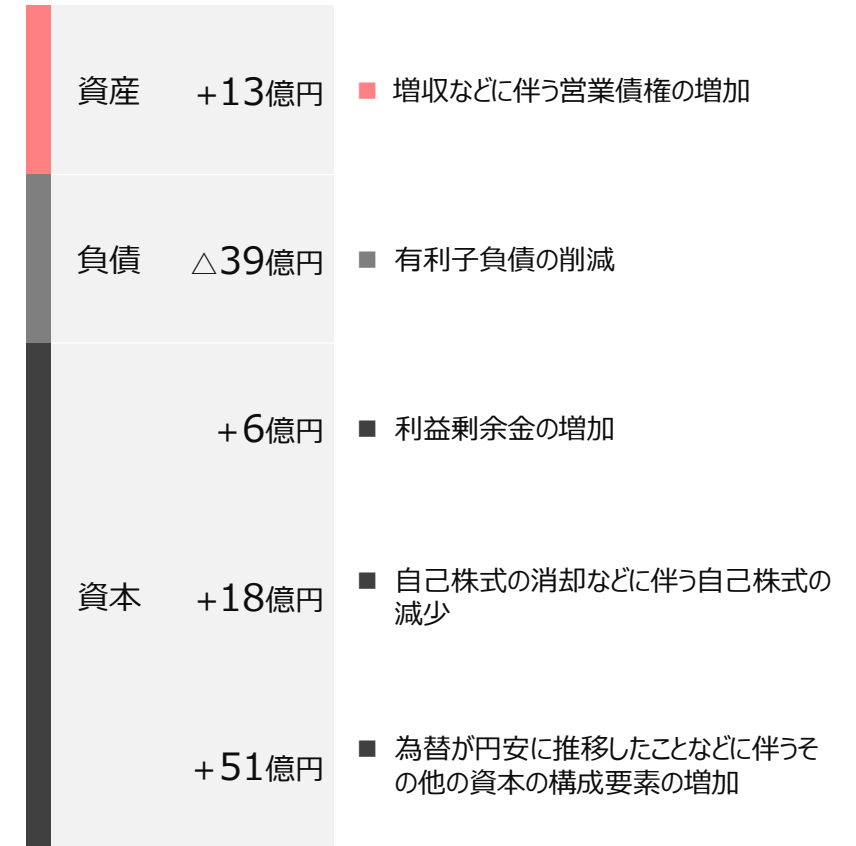 資産 +13億円 ■ 増収などに伴う営業債権の増加
負債 △39億円 ■ 有利子負債の削減
+6億円 ■ 利益剰余金の増加
資本 +18億円 ■ 自己株式の消却などに伴う自己株式の
減少
+51億円 ■ 為替が円安に推移したことなどに伴うそ
の他の資本の構成要素の増加